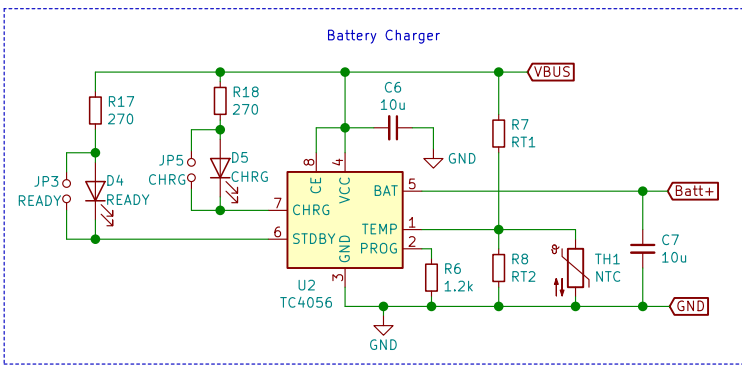 Battery Charger
VBUS
R17
270
R18
270
C6
10u
R7
RT1
GND
JP3
READY
D4
READY
JP5
CHRG
D5
CHRG
8
4
CE
VCC
BAT
5
Batt+
7
CHRG
6
STDBY
TEMP
1
PROG
2
GND
3
U2
TC4056
R6
1.2k
R8
RT2
TH1
NTC
C7
10u
GND
GND